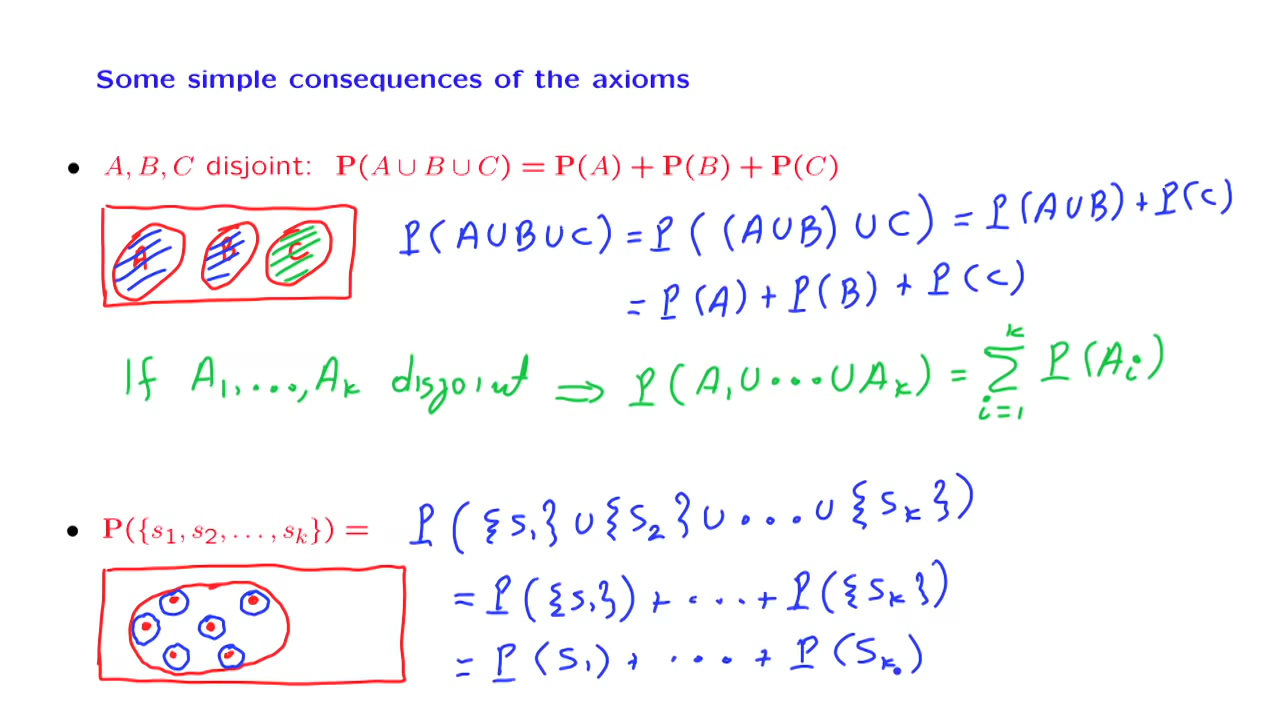 Some simple consequences of the axioms
• A, B, C disjoint: P(A ∪ B ∪ C) = P(A) + P(B) + P(C)
A B C
P(A∪B∪C) = P((A∪B)∪C) = P(A∪B) + P(C)
= P(A) + P(B) + P(C)
If A₁,...,Aₖ disjoint ⇒ P(A₁∪•••∪Aₖ) = ∑ᵢ₌₁ᵏ P(Aᵢ)
• P({s₁, s₂, ..., sₖ}) = P({s₁}∪{s₂}∪...∪{sₖ})
= P({s₁}) + ... + P({sₖ})
= P(s₁) + ... + P(sₖ)